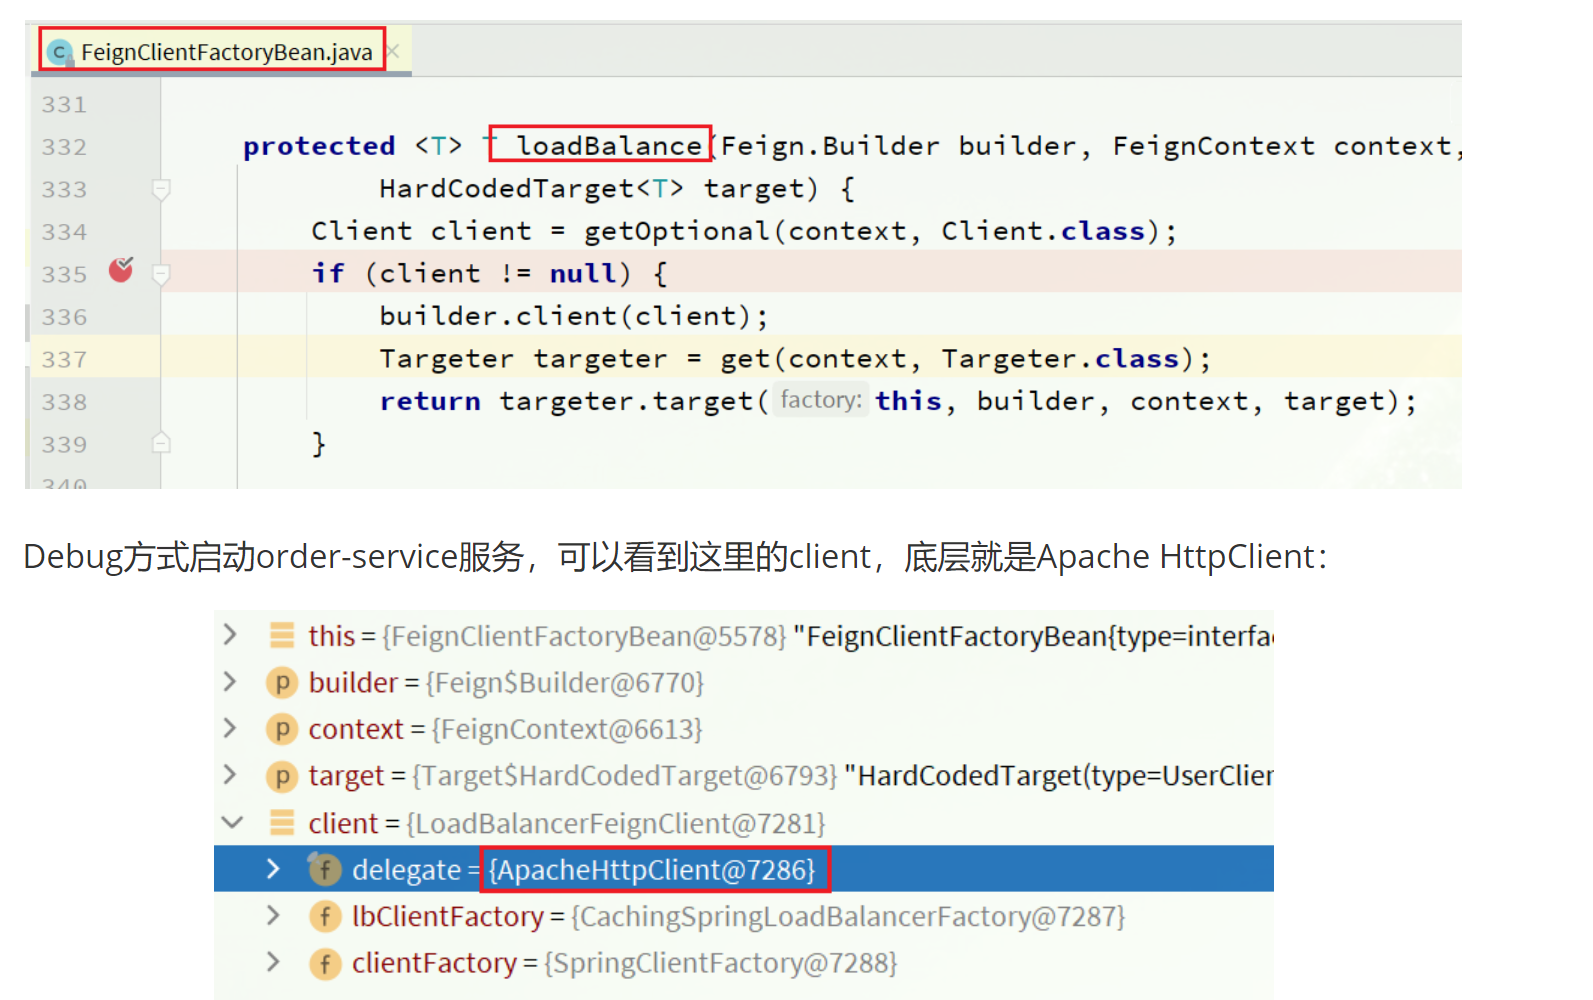 FeignClientFactoryBean.java
331
332 protected <T> T loadBalance(Feign.Builder builder, FeignContext context,
333 HardCodedTarget<T> target) {
334 Client client = getOptional(context, Client.class);
335 if (client != null) {
336 builder.client(client);
337 Targeter targeter = get(context, Targeter.class);
338 return targeter.target( factory: this, builder, context, target);
339 }
340
Debug方式启动order-service服务，可以看到这里的client，底层就是Apache HttpClient：
this = {FeignClientFactoryBean@5578} "FeignClientFactoryBean{type=interfa
builder = {Feign$Builder@6770}
context = {FeignContext@6613}
target = {Target$HardCodedTarget@6793} "HardCodedTarget(type=UserClien
client = {LoadBalancerFeignClient@7281}
delegate = {ApacheHttpClient@7286}
lbClientFactory = {CachingSpringLoadBalancerFactory@7287}
clientFactory = {SpringClientFactory@7288}